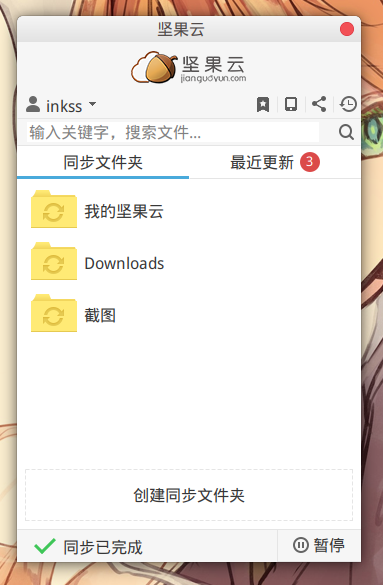 坚果云
坚果云
jianguoyun.com
inkss
输入关键字，搜索文件...
同步文件夹 最近更新 3
我的坚果云
Downloads
截图
创建同步文件夹
同步已完成 暂停